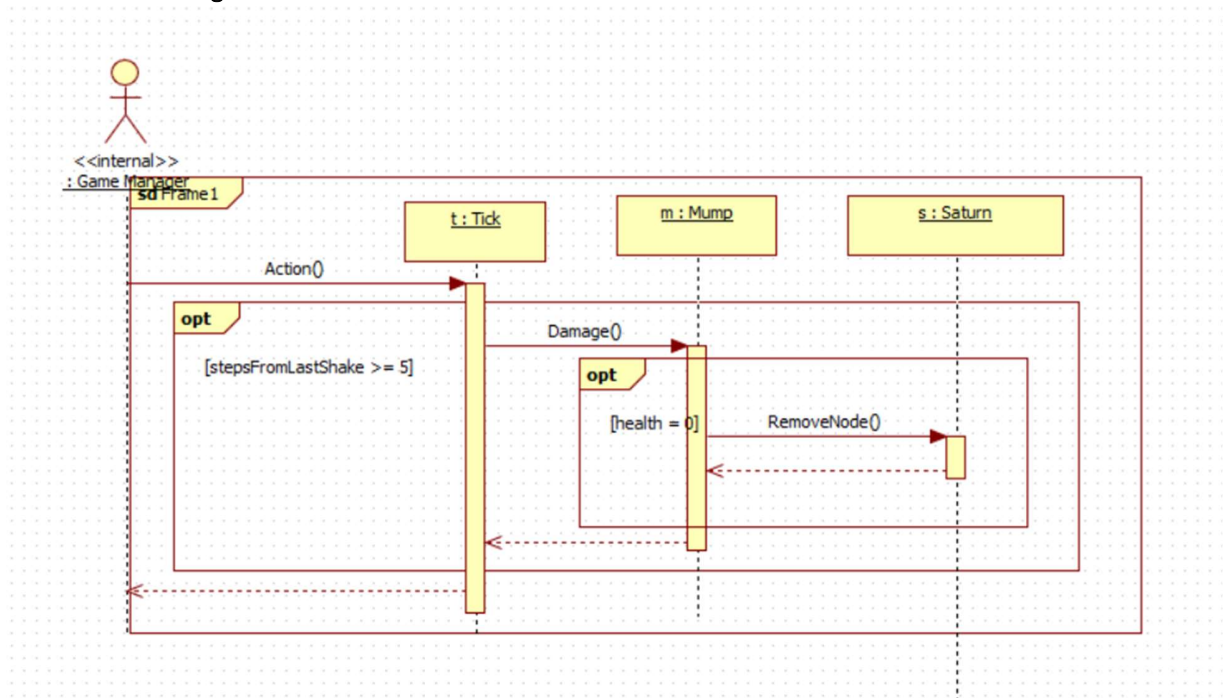 <<internal>>
: Game Manager
sd Frame1
t : Tick
m : Mump
s : Saturn
Action()
opt
Damage()
[stepsFromLastShake >= 5]
opt
[health = 0]
RemoveNode()